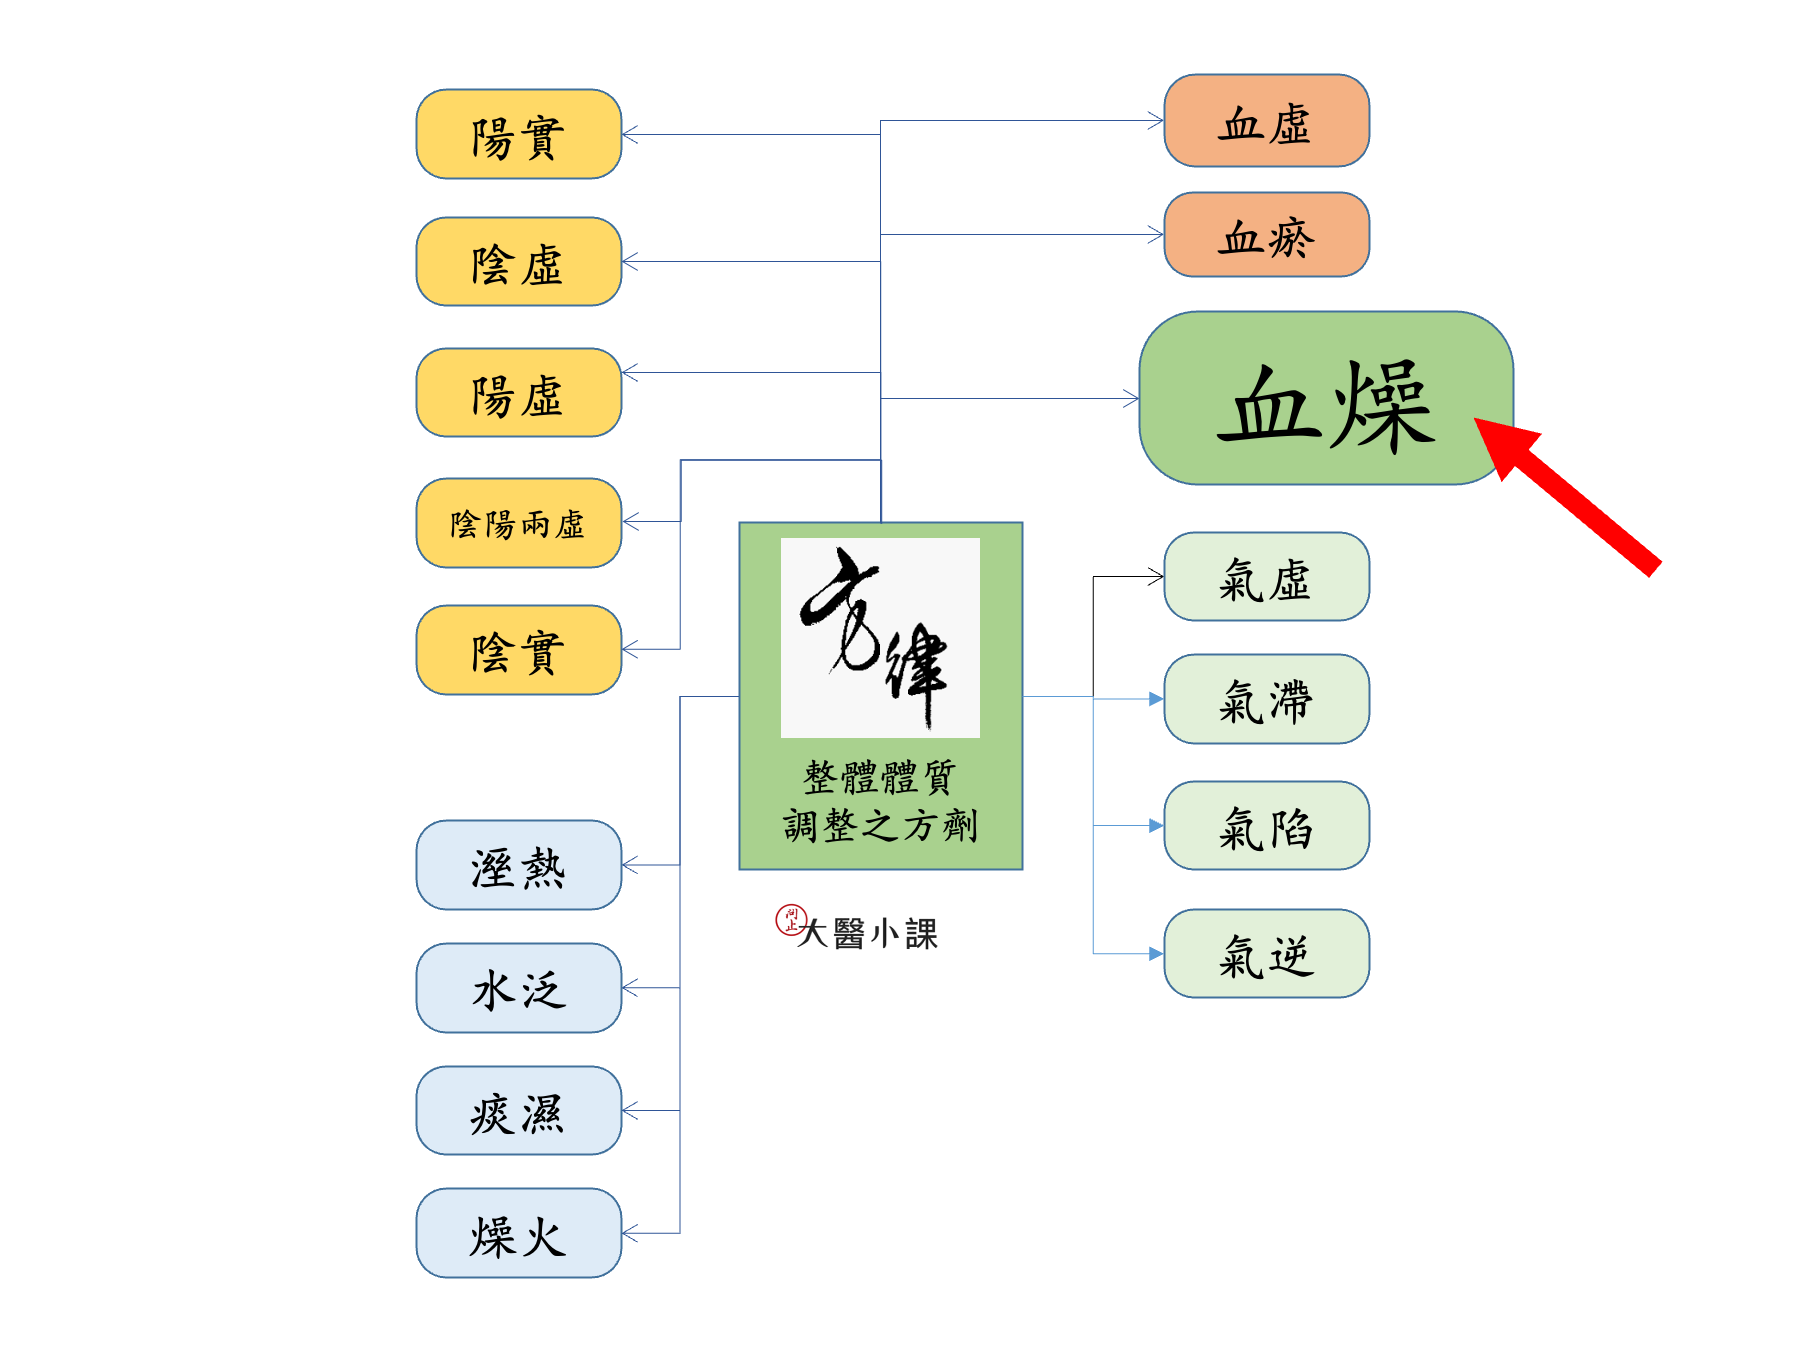 陽實
陰虛
陽虛
陰陽兩虛
陰實
溼熱
水泛
痰濕
燥火
方律
整體體質
調整之方劑
問止
大醫小課
血虛
血瘀
血燥
氣虛
氣滯
氣陷
氣逆